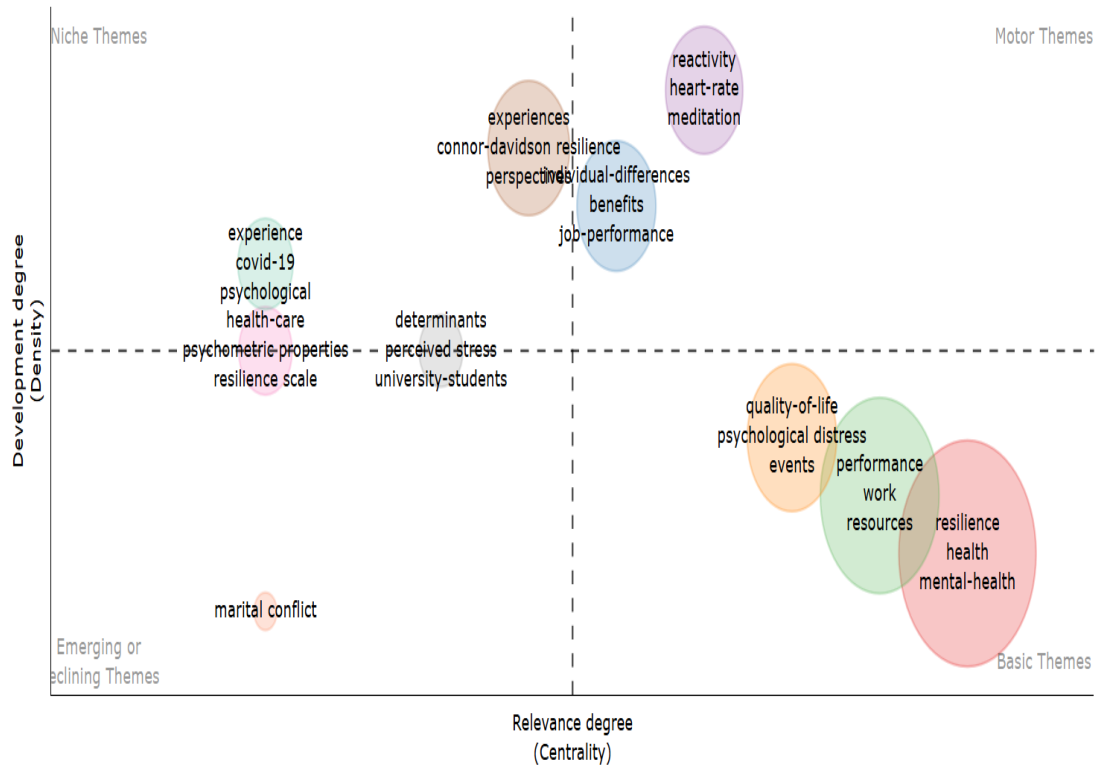 Niche Themes
Motor Themes
reactivity
heart-rate
meditation
experiences
connor-davidson resilience
perspectives
individual-differences
benefits
job-performance
experience
covid-19
psychological
health-care
psychometric properties
resilience scale
determinants
perceived stress
university-students
quality-of-life
psychological distress
events
performance
work
resources
resilience
health
mental-health
marital conflict
Emerging or
eclining Themes
Basic Themes
Development degree
(Density)
Relevance degree
(Centrality)